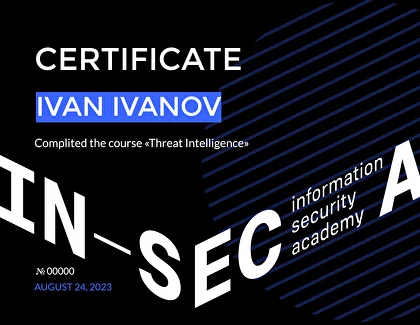 CERTIFICATE
IVAN IVANOV
Complited the course «Threat Intelligence»
IN—SEC
information
security
academy
A
№ 00000
AUGUST 24, 2023